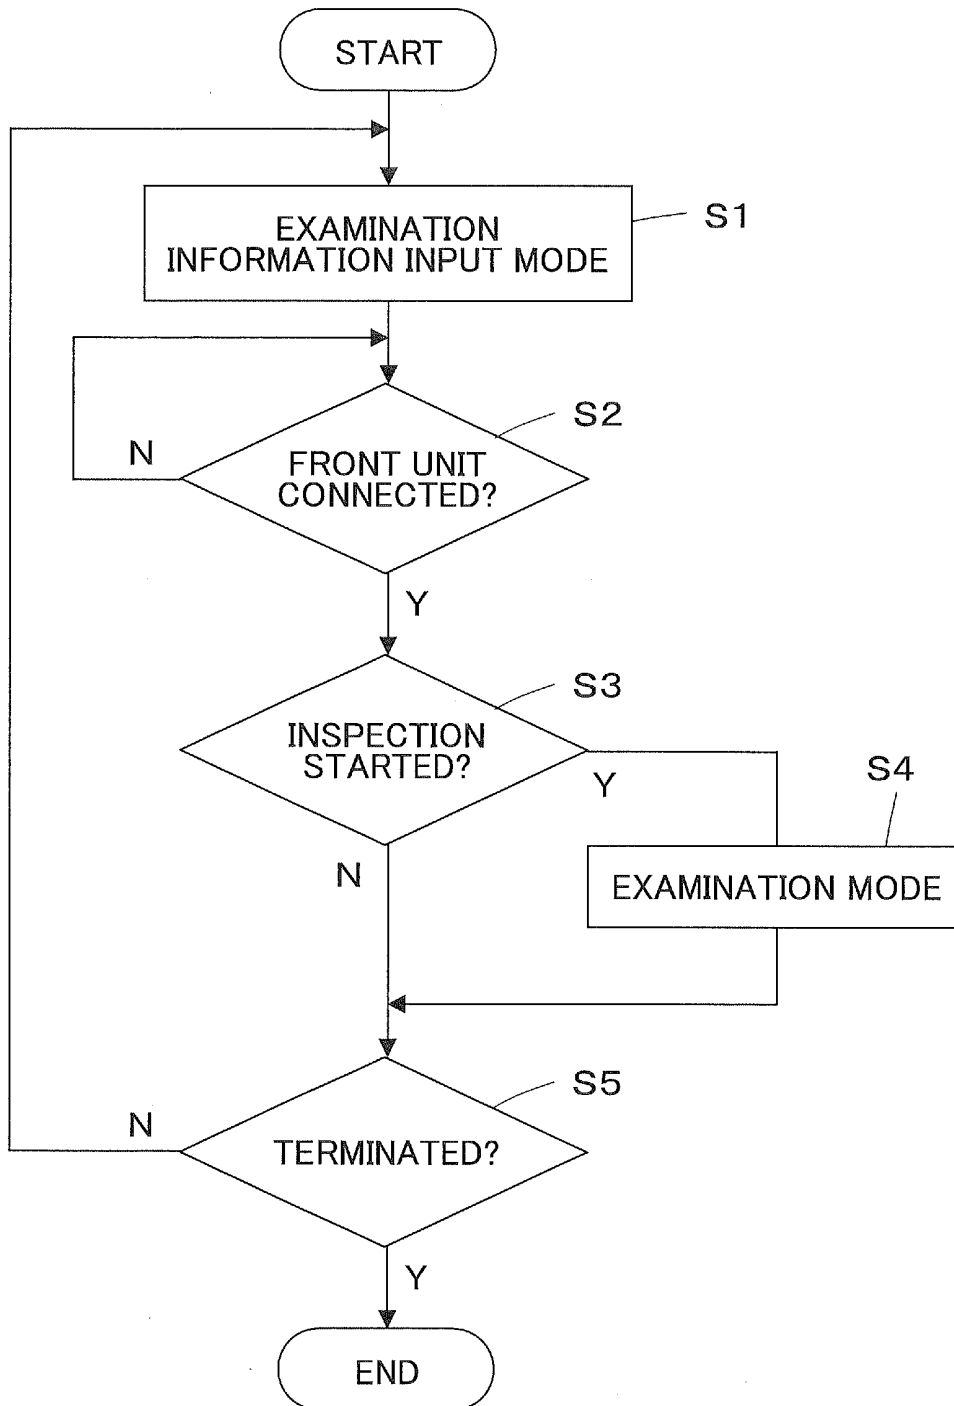 START
EXAMINATION
INFORMATION INPUT MODE
S1
S2
FRONT UNIT
CONNECTED?
N
Y
S3
INSPECTION
STARTED?
Y
N
S4
EXAMINATION MODE
S5
TERMINATED?
N
Y
END